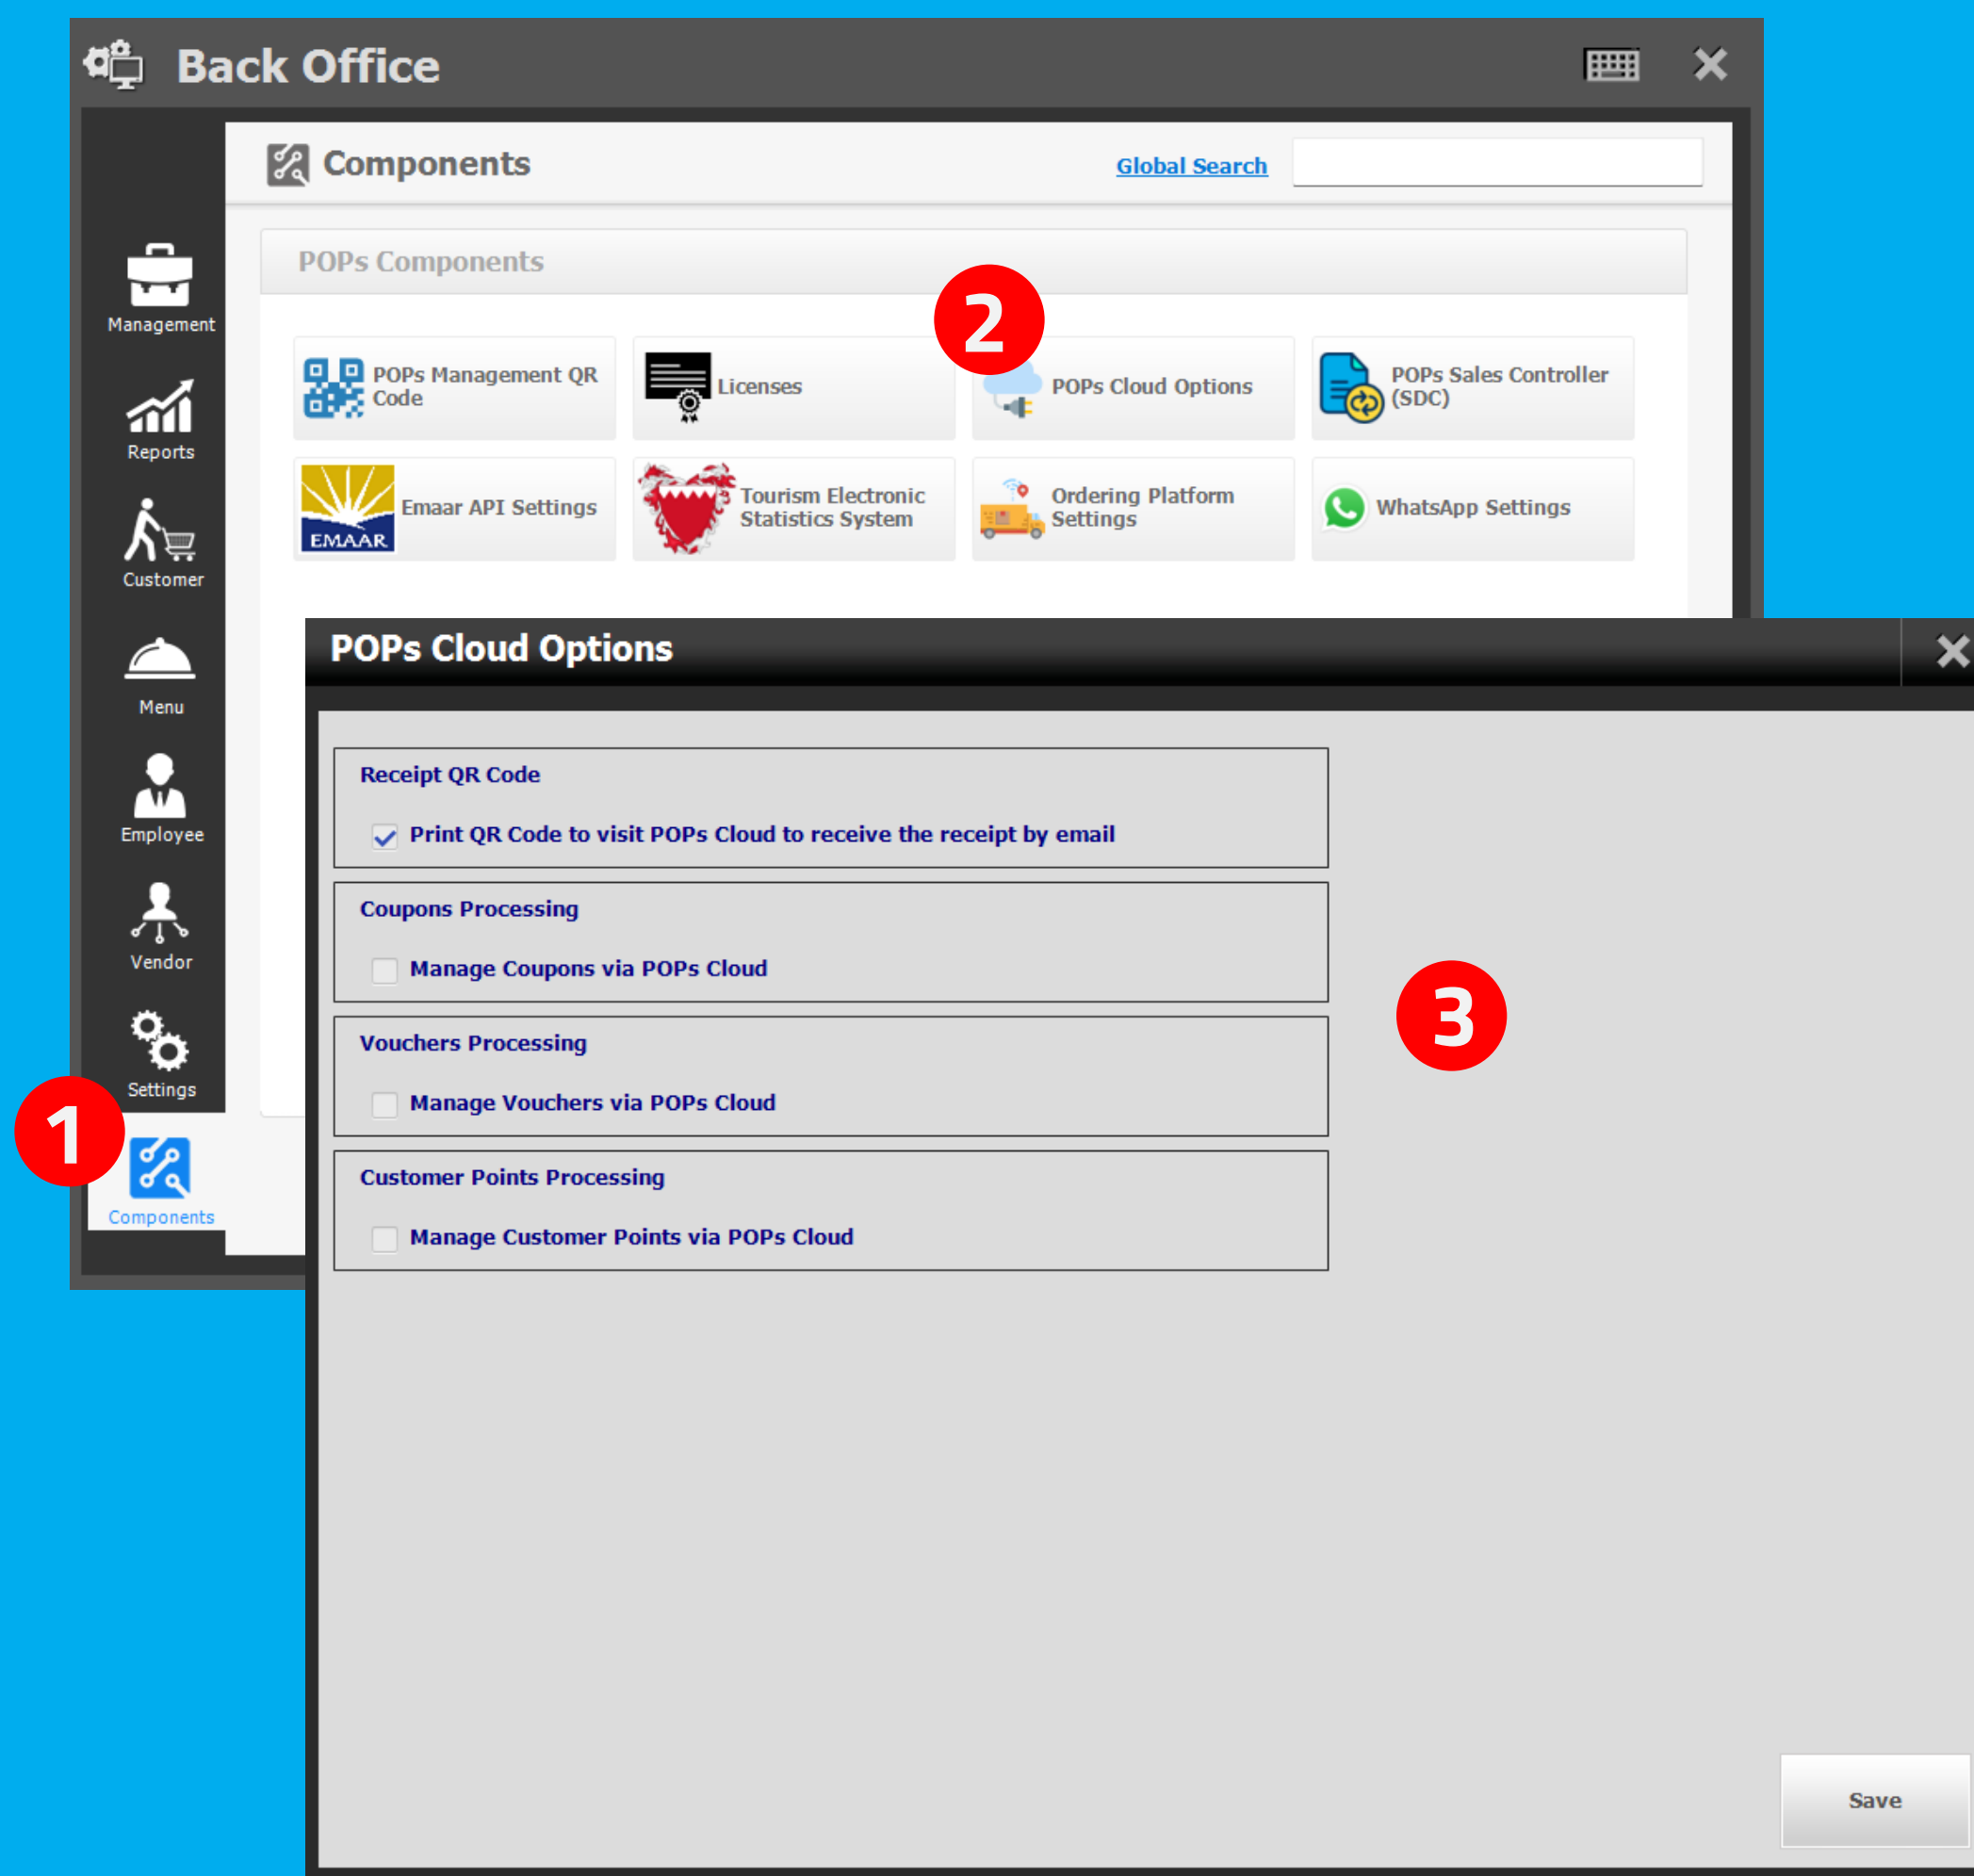 Back Office
Components
Global Search
POPs Components
2
Management
POPs Management QR
Code
Licenses
POPs Cloud Options
POPs Sales Controller
(SDC)
Reports
EMAAR
Emaar API Settings
Tourism Electronic
Statistics System
Ordering Platform
Settings
WhatsApp Settings
Customer
Menu
Employee
Vendor
Settings
1
Components
POPs Cloud Options
Receipt QR Code
Print QR Code to visit POPs Cloud to receive the receipt by email
Coupons Processing
Manage Coupons via POPs Cloud
3
Vouchers Processing
Manage Vouchers via POPs Cloud
Customer Points Processing
Manage Customer Points via POPs Cloud
Save